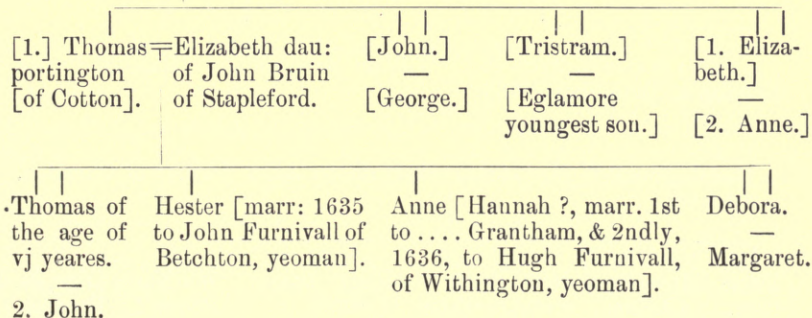 [1.] Thomas=Elizabeth dau:
portington of John Bruin
[of Cotton]. of Stapleford.
[John.]
—
[George.]
[Tristram.]
—
[Eglamore
youngest son.]
[1. Eliza-
beth.]
—
[2. Anne.]
Thomas of
the age of
vj yeares.
—
2. John.
Hester [marr: 1635
to John Furnivall of
Betchton, yeoman].
Anne [Hannah ?, marr. 1st
to .... Grantham, & 2ndly,
1636, to Hugh Furnivall,
of Withington, yeoman].
Debora.
—
Margaret.